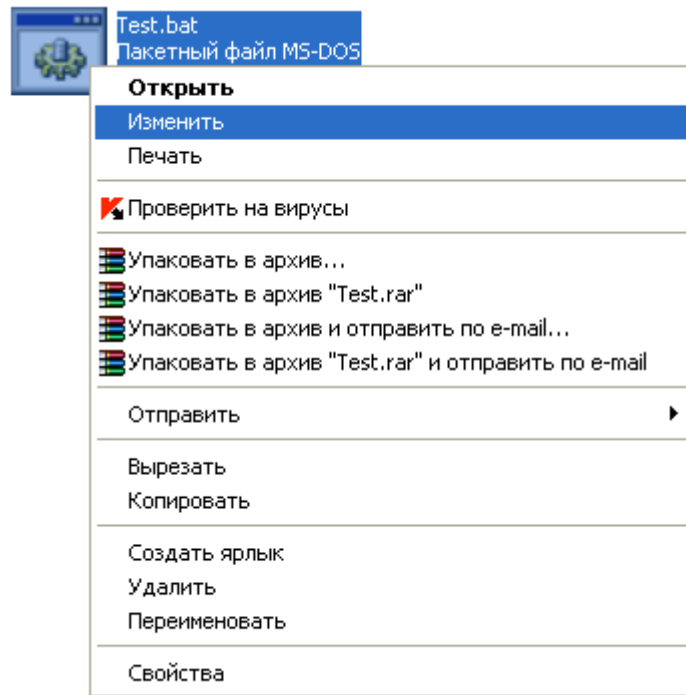 Test.bat
Пакетный файл MS-DOS
Открыть
Изменить
Печать
Проверить на вирусы
Упаковать в архив...
Упаковать в архив "Test.rar"
Упаковать в архив и отправить по e-mail...
Упаковать в архив "Test.rar" и отправить по e-mail
Отправить
Вырезать
Копировать
Создать ярлык
Удалить
Переименовать
Свойства